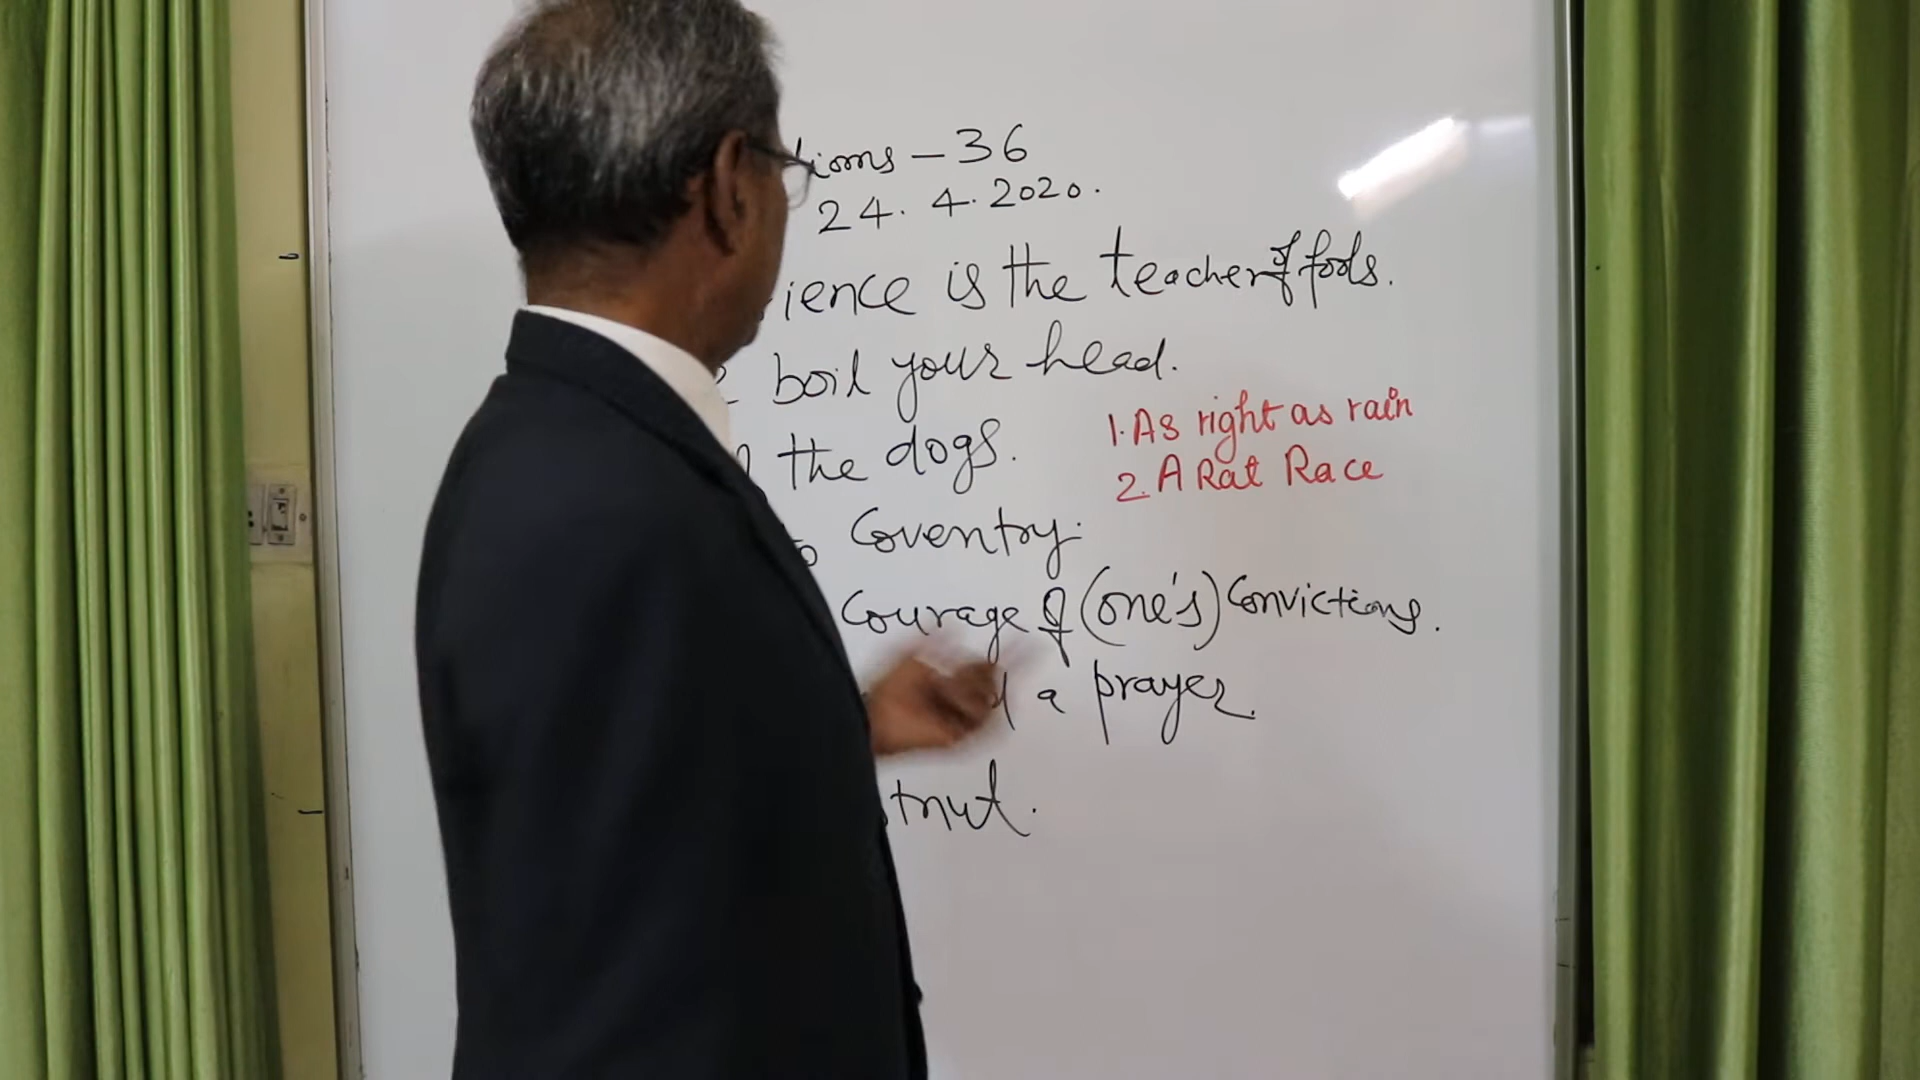 dioms - 36
24. 4. 2020.
ience is the teacher of fools.
boil your head.
the dogs.
1. As right as rain
2. A Rat Race
Coventry.
Courage of (one's) Convictions.
a prayer.
tnut.